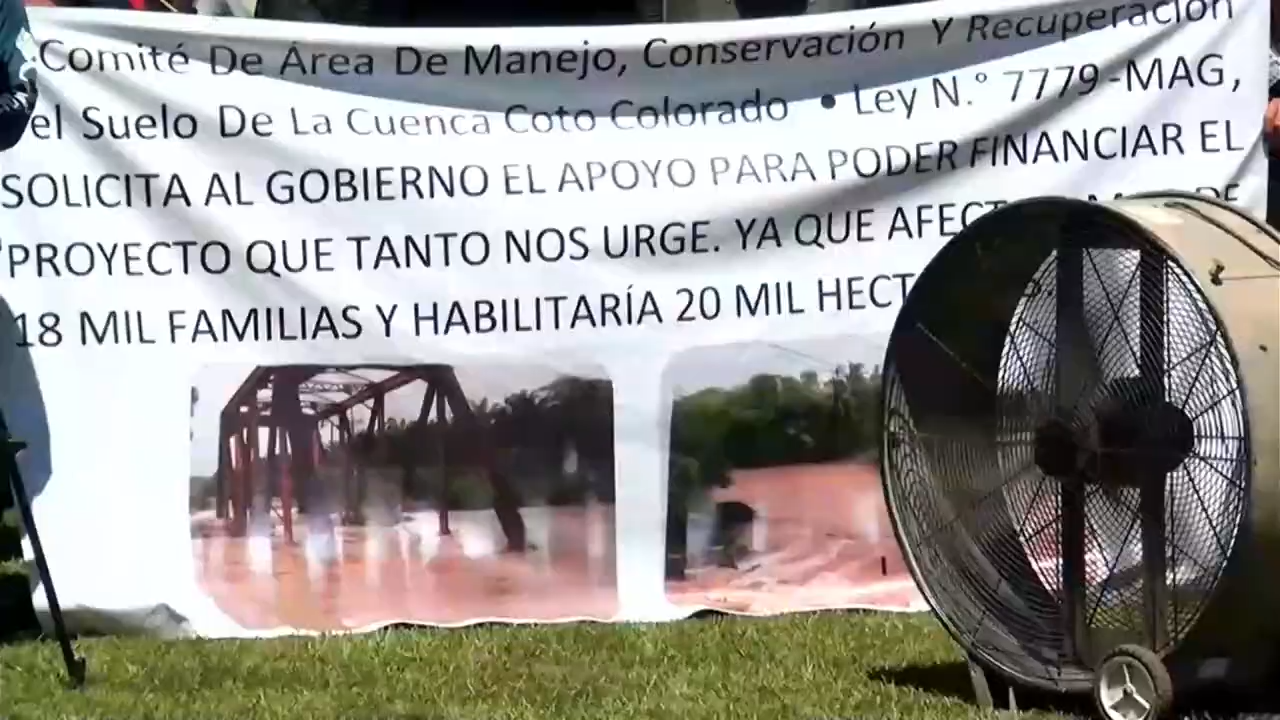 Comité De Área De Manejo, Conservación Y Recuperación
el Suelo De La Cuenca Coto Colorado • Ley N.° 7779-MAG,
SOLICITA AL GOBIERNO EL APOYO PARA PODER FINANCIAR EL
PROYECTO QUE TANTO NOS URGE. YA QUE AFECT DE
18 MIL FAMILIAS Y HABILITARÍA 20 MIL HECT